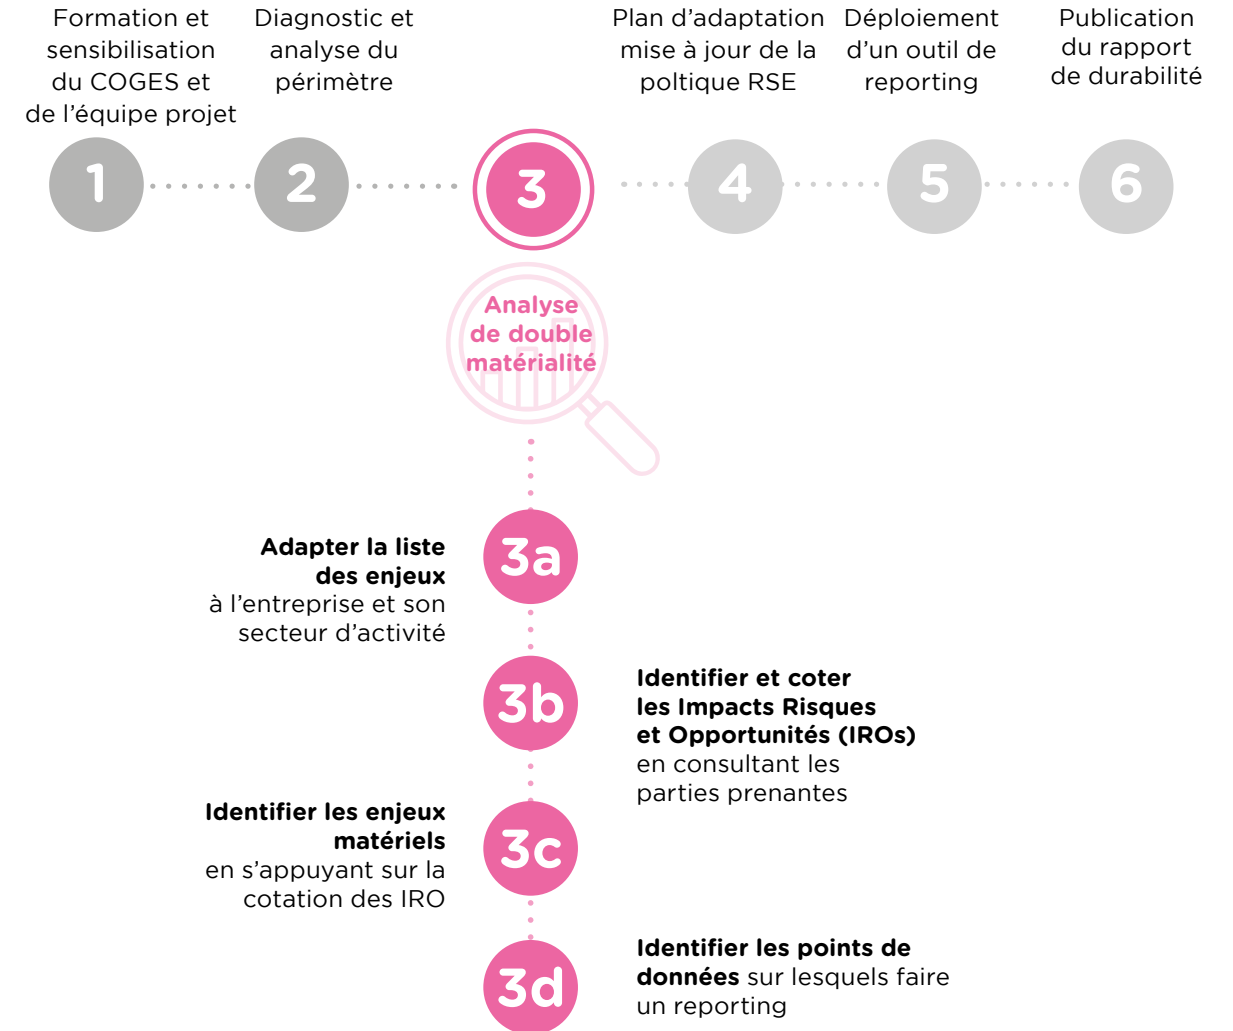 Formation et
sensibilisation
du COGES et
de l'équipe projet
Diagnostic et
analyse du
périmètre
Plan d'adaptation
mise à jour de la
poltique RSE
Déploiement
d'un outil de
reporting
Publication
du rapport
de durabilité
1
2
3
4
5
6
Analyse
de double
matérialité
3a
Adapter la liste
des enjeux
à l'entreprise et son
secteur d'activité
3b
Identifier et coter
les Impacts Risques
et Opportunités (IROs)
en consultant les
parties prenantes
3c
Identifier les enjeux
matériels
en s'appuyant sur la
cotation des IRO
3d
Identifier les points de
données sur lesquels faire
un reporting